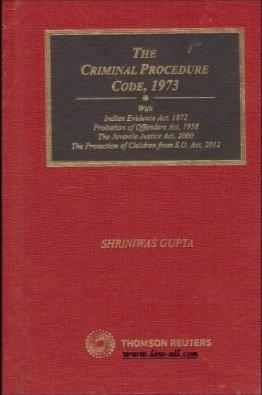 THE
CRIMINAL PROCEDURE
CODE, 1973
With
Indian Evidence Act, 1872
Probation of Offenders Act, 1958
The Juvenile Justice Act, 2000
The Protection of Children from S.O. Act, 2012
SHRINIWAS GUPTA
THOMSON REUTERS
www.law-all.com